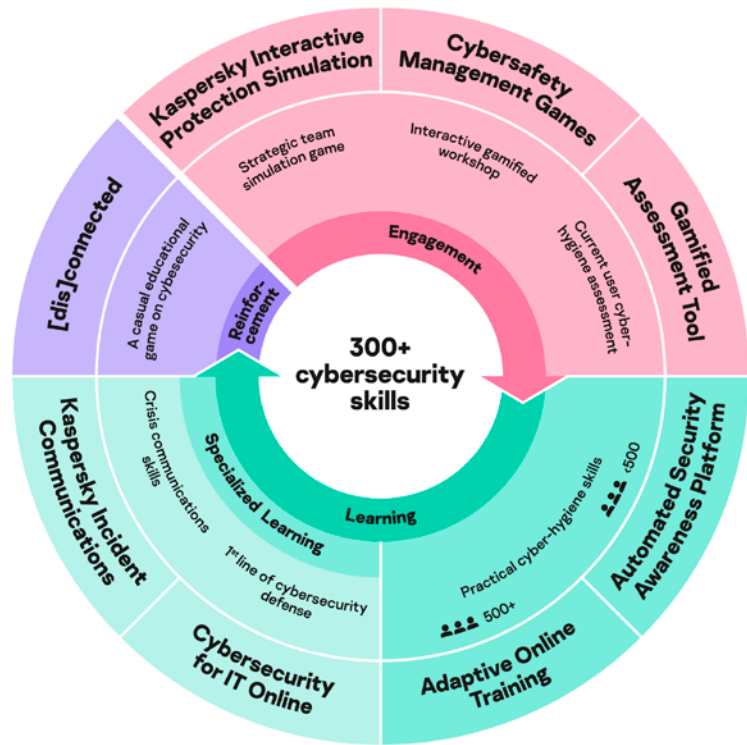 Kaspersky Interactive
Protection Simulation
Cybersafety
Management Games
Gamified
Assessment Tool
Strategic team
simulation game
Interactive gamified
workshop
Current user cyber-
hygiene assessment
Engagement
[dis]connected
A casual educational
game on cybesecurity
Reinfor-
cement
300+
cybersecurity
skills
Kaspersky Incident
Communications
Crisis communications
skills
Specialized Learning
Learning
1st line of cybersecurity
defense
Cybersecurity
for IT Online
Practical cyber-hygiene skills
<500
500+
Automated Security
Awareness Platform
Adaptive Online
Training